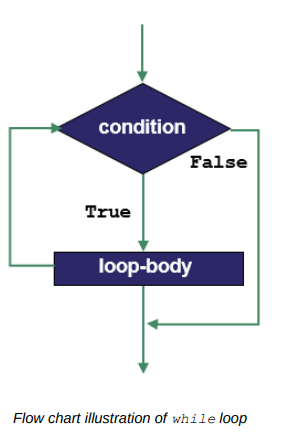 condition
False
True
loop-body
Flow chart illustration of while loop